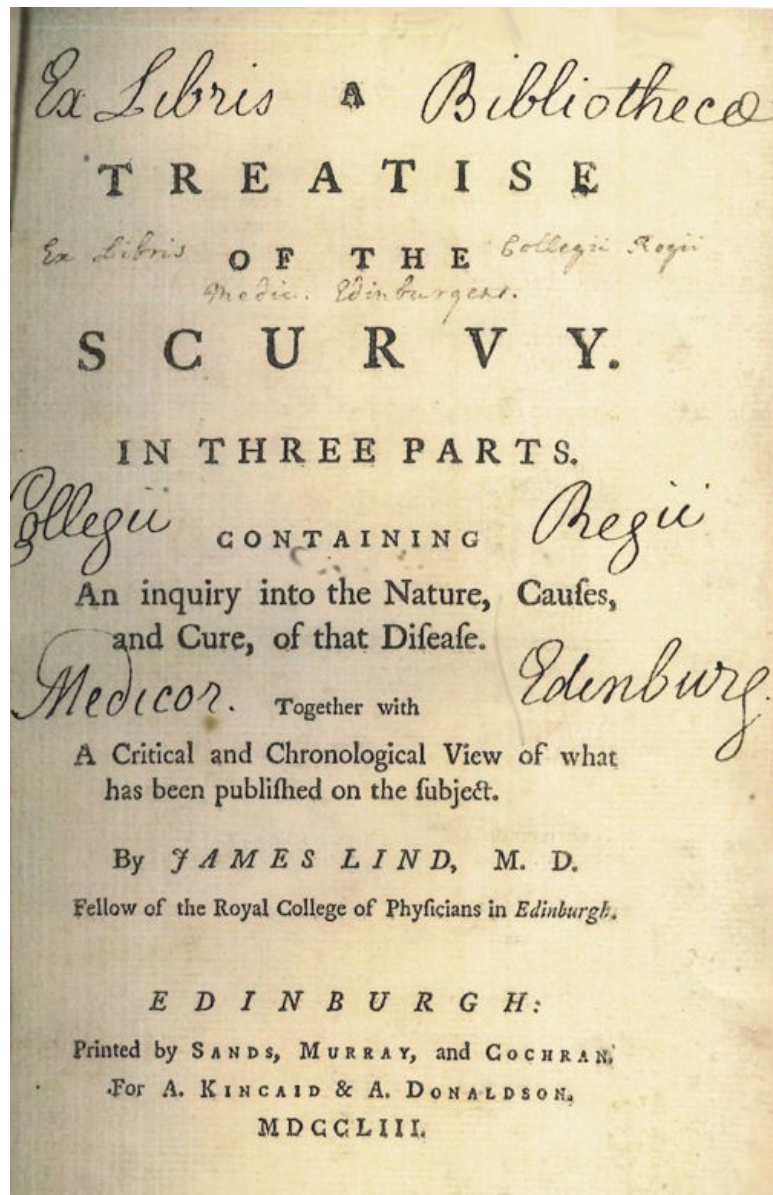 Ex Libris A Bibliothecæ
TREATISE
Ex Libris OF THE Collegii Regii
Medic. Edinburgens.
SCURVY.
IN THREE PARTS.
Collegii CONTAINING Regii
An inquiry into the Nature, Cauſes,
and Cure, of that Diſeaſe.
Medicor. Together with Edinburg.
A Critical and Chronological View of what
has been publiſhed on the ſubject.
By JAMES LIND, M. D.
Fellow of the Royal College of Phyſicians in Edinburgh.
EDINBURGH:
Printed by SANDS, MURRAY, and COCHRAN.
For A. KINCAID & A. DONALDSON.
MDCCLIII.